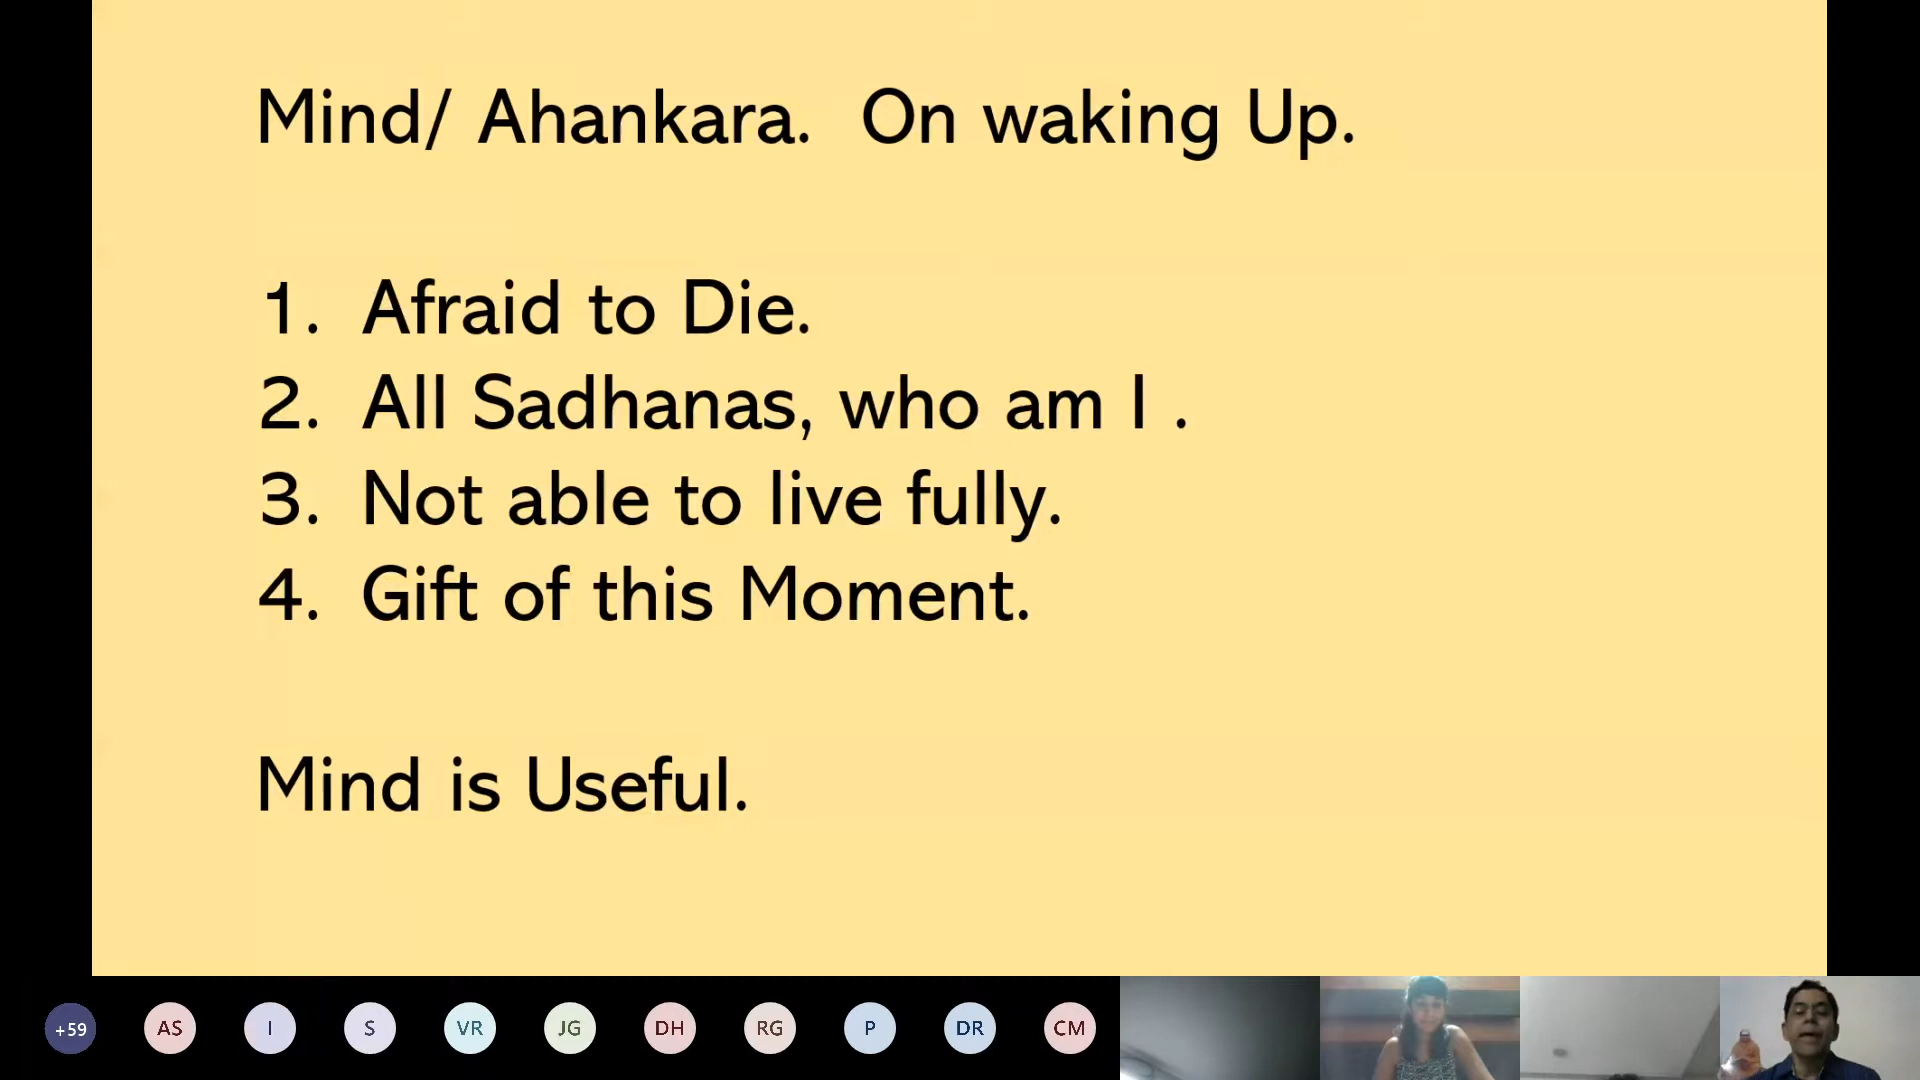 Mind/ Ahankara. On waking Up.
1. Afraid to Die.
2. All Sadhanas, who am I .
3. Not able to live fully.
4. Gift of this Moment.
Mind is Useful.
+59 AS I S VR JG DH RG P DR CM